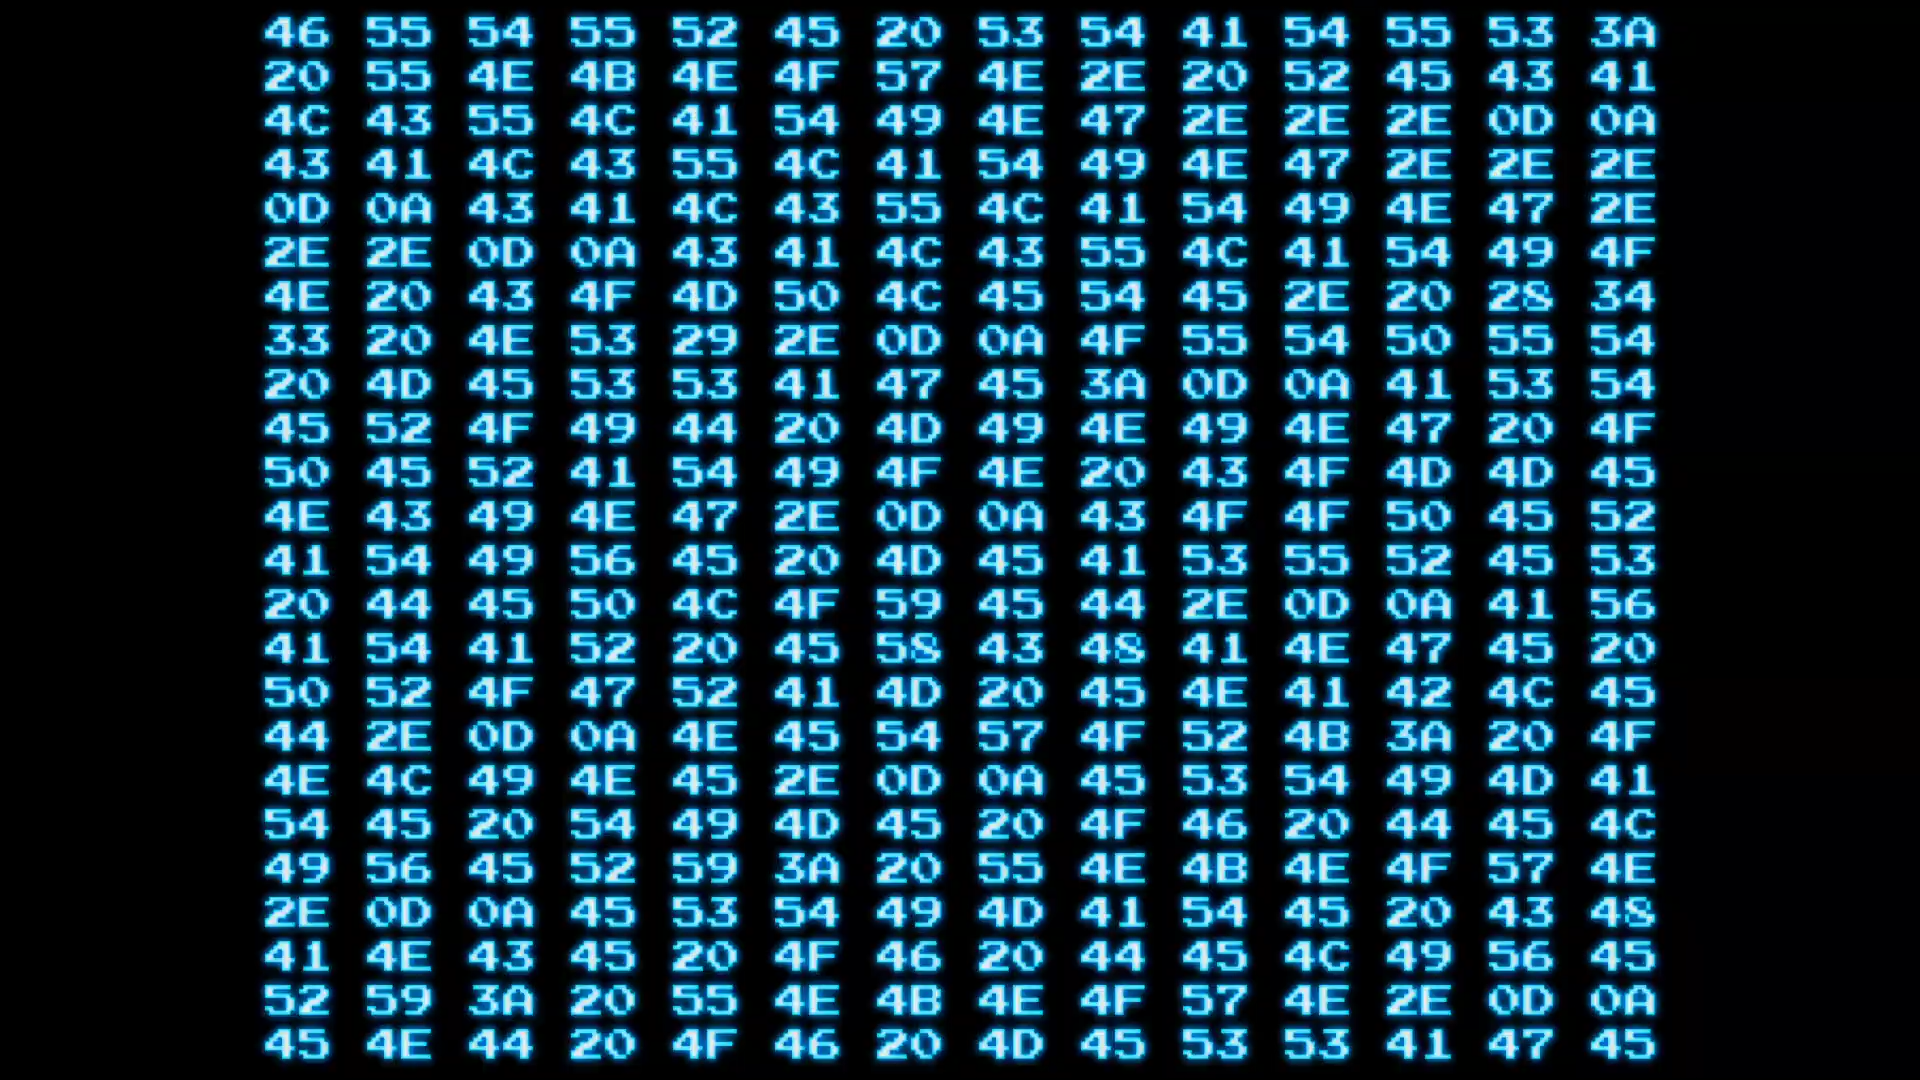 46 55 54 55 52 45 20 53 54 41 54 55 53 3A
20 55 4E 4B 4E 4F 57 4E 2E 20 52 45 43 41
4C 43 55 4C 41 54 49 4E 47 2E 2E 2E 0D 0A
43 41 4C 43 55 4C 41 54 49 4E 47 2E 2E 2E
0D 0A 43 41 4C 43 55 4C 41 54 49 4E 47 2E
2E 2E 0D 0A 43 41 4C 43 55 4C 41 54 49 4F
4E 20 43 4F 4D 50 4C 45 54 45 2E 20 28 34
33 20 4E 53 29 2E 0D 0A 4F 55 54 50 55 54
20 4D 45 53 53 41 47 45 3A 0D 0A 41 53 54
45 52 4F 49 44 20 4D 49 4E 49 4E 47 20 4F
50 45 52 41 54 49 4F 4E 20 43 4F 4D 4D 45
4E 43 49 4E 47 2E 0D 0A 43 4F 4F 50 45 52
41 54 49 56 45 20 4D 45 41 53 55 52 45 53
20 44 45 50 4C 4F 59 45 44 2E 0D 0A 41 56
41 54 41 52 20 45 58 43 48 41 4E 47 45 20
50 52 4F 47 52 41 4D 20 45 4E 41 42 4C 45
44 2E 0D 0A 4E 45 54 57 4F 52 4B 3A 20 4F
4E 4C 49 4E 45 2E 0D 0A 45 53 54 49 4D 41
54 45 20 54 49 4D 45 20 4F 46 20 44 45 4C
49 56 45 52 59 3A 20 55 4E 4B 4E 4F 57 4E
2E 0D 0A 45 53 54 49 4D 41 54 45 20 43 48
41 4E 43 45 20 4F 46 20 44 45 4C 49 56 45
52 59 3A 20 55 4E 4B 4E 4F 57 4E 2E 0D 0A
45 4E 44 20 4F 46 20 4D 45 53 53 41 47 45